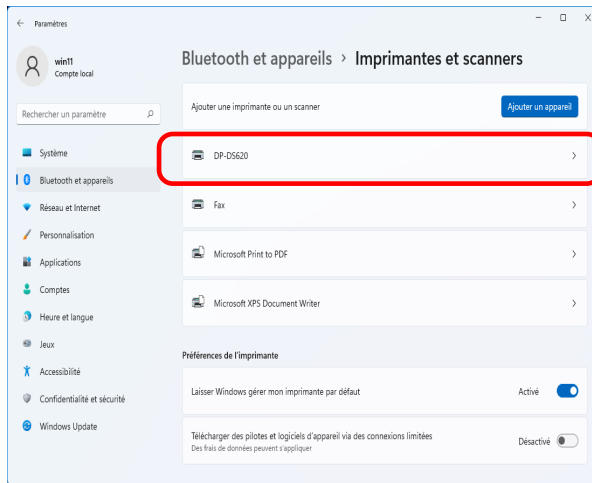 Paramètres
win11
Compte local
Rechercher un paramètre
Système
Bluetooth et appareils
Réseau et Internet
Personnalisation
Applications
Comptes
Heure et langue
Jeux
Accessibilité
Confidentialité et sécurité
Windows Update
Bluetooth et appareils > Imprimantes et scanners
Ajouter une imprimante ou un scanner
Ajouter un appareil
DP-DS620
Fax
Microsoft Print to PDF
Microsoft XPS Document Writer
Préférences de l'imprimante
Laisser Windows gérer mon imprimante par défaut
Activé
Télécharger des pilotes et logiciels d'appareil via des connexions limitées
Des frais de données peuvent s'appliquer
Désactivé